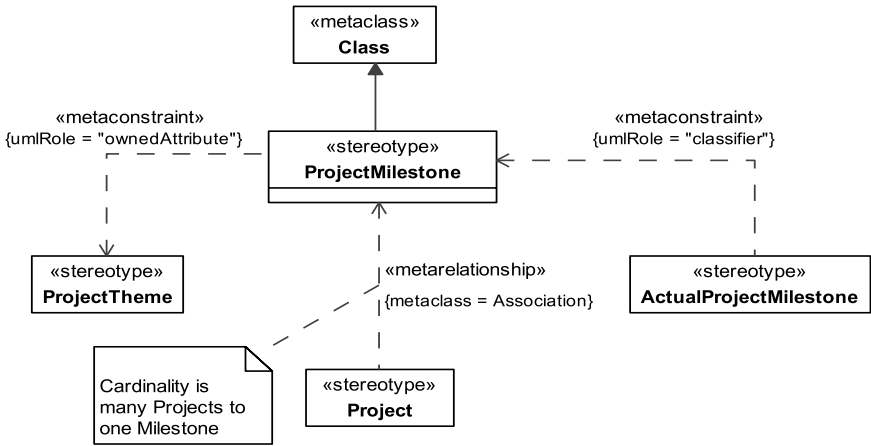 «metaclass»
Class
«metaconstraint»
{umlRole = "ownedAttribute"}
«stereotype»
ProjectMilestone
«metaconstraint»
{umlRole = "classifier"}
«stereotype»
ProjectTheme
«metarelationship»
{metaclass = Association}
«stereotype»
ActualProjectMilestone
Cardinality is
many Projects to
one Milestone
«stereotype»
Project